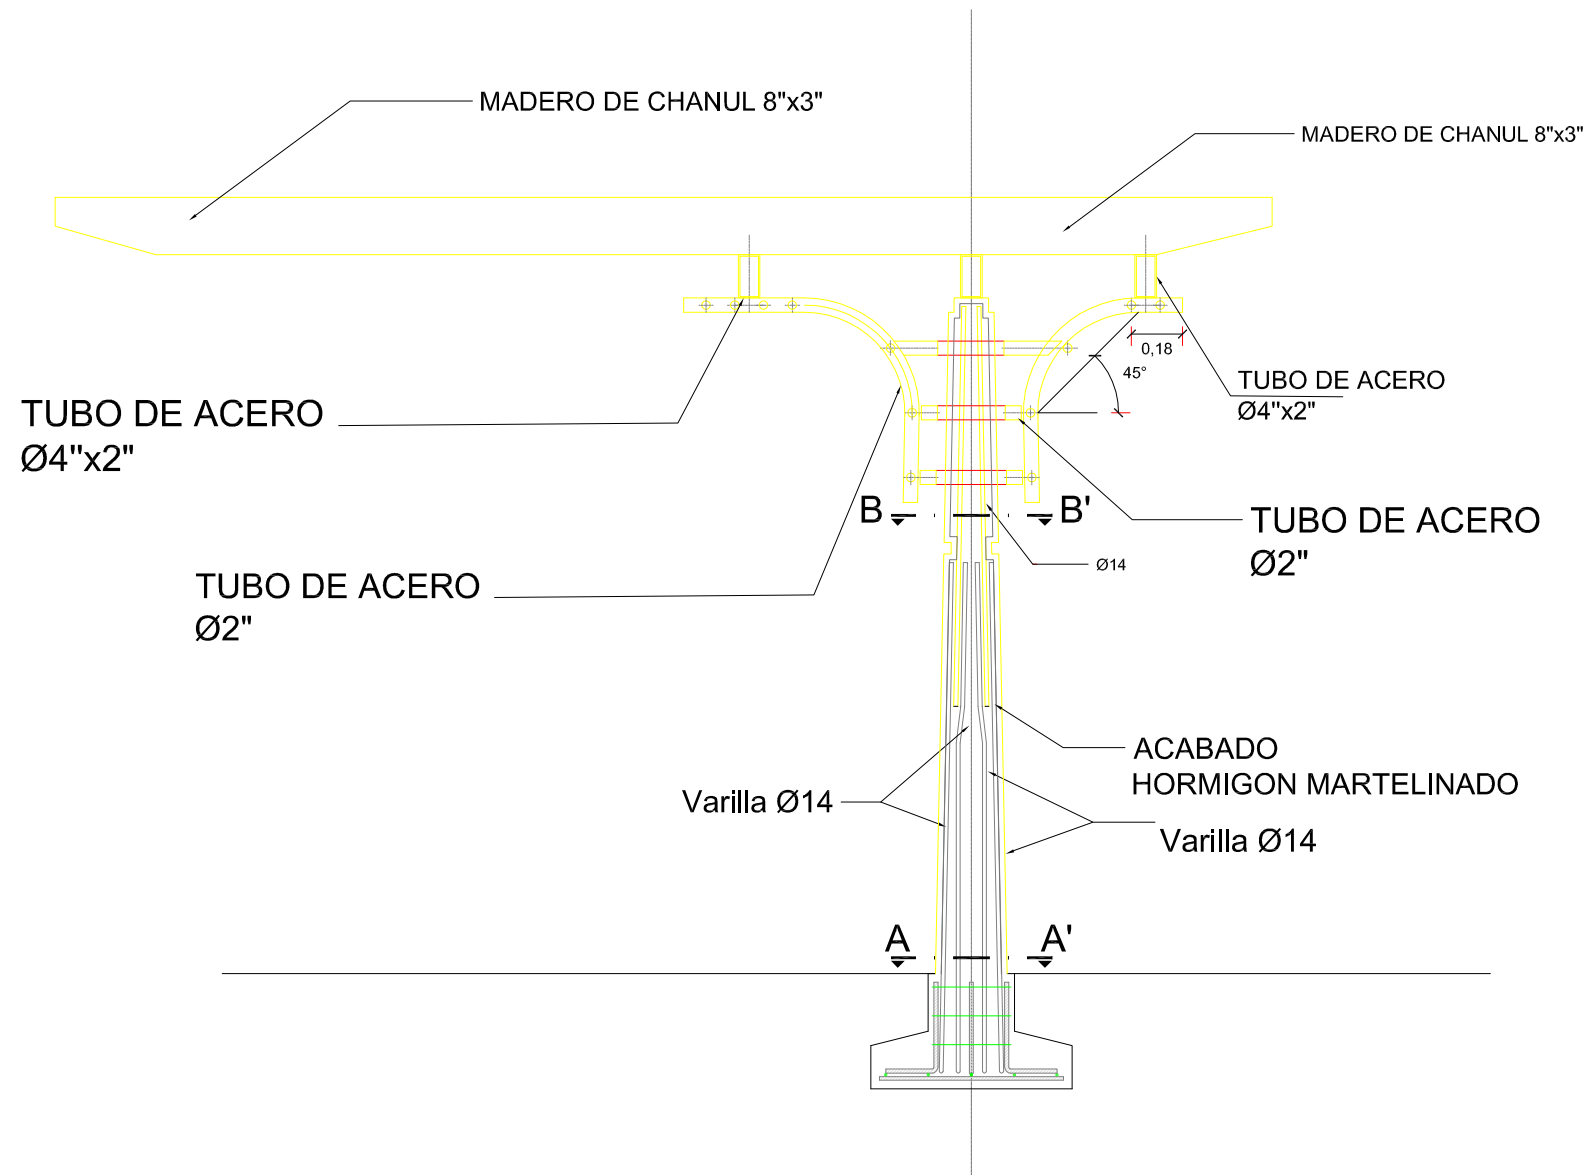 MADERO DE CHANUL 8"x3"
MADERO DE CHANUL 8"x3"
0,18
45°
TUBO DE ACERO
Ø4"x2"
TUBO DE ACERO
Ø4"x2"
B
B'
TUBO DE ACERO
Ø2"
Ø14
TUBO DE ACERO
Ø2"
ACABADO
HORMIGON MARTELINADO
Varilla Ø14
Varilla Ø14
A
A'